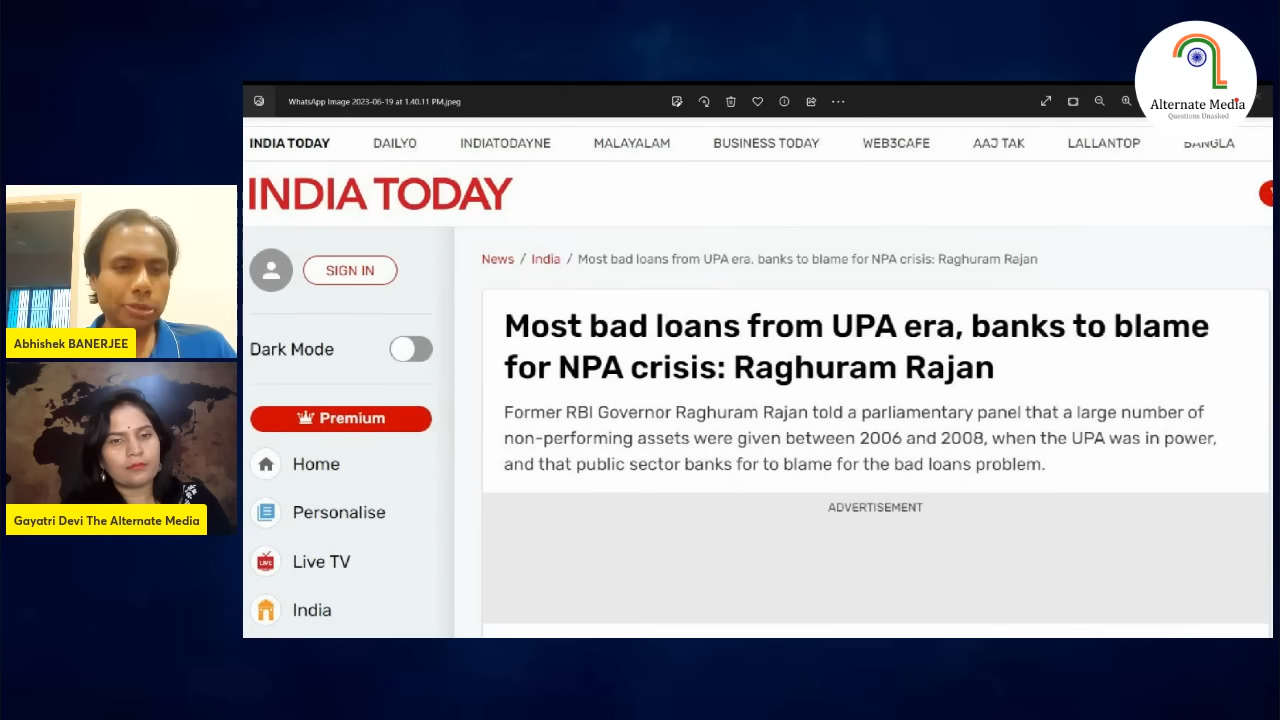 WhatsApp Image 2023-06-19 at 1.40.11 PM.jpeg
Alternate Media
Questions Unasked
INDIA TODAY DAILYO INDIATODAYNE MALAYALAM BUSINESS TODAY WEB3CAFE AAJ TAK LALLANTOP BANGLA
INDIA TODAY
SIGN IN
News / India / Most bad loans from UPA era, banks to blame for NPA crisis: Raghuram Rajan
Most bad loans from UPA era, banks to blame
for NPA crisis: Raghuram Rajan
Dark Mode
Former RBI Governor Raghuram Rajan told a parliamentary panel that a large number of
non-performing assets were given between 2006 and 2008, when the UPA was in power,
and that public sector banks for to blame for the bad loans problem.
Premium
Home
ADVERTISEMENT
Personalise
LIVE
Live TV
India
Abhishek BANERJEE
Gayatri Devi The Alternate Media